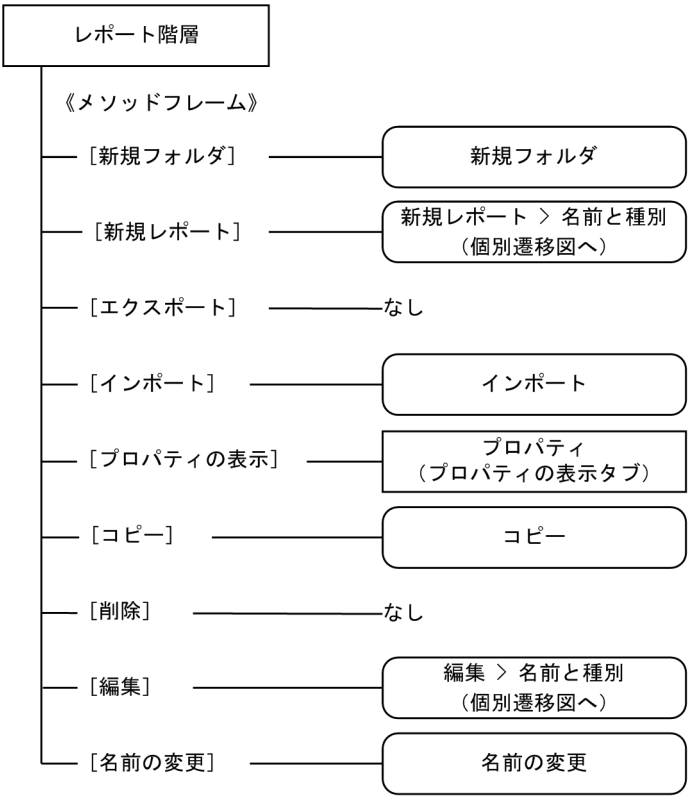 レポート階層
《メソッドフレーム》
[新規フォルダ]
新規フォルダ
[新規レポート]
新規レポート > 名前と種別
(個別遷移図へ)
[エクスポート]
なし
[インポート]
インポート
[プロパティの表示]
プロパティ
(プロパティの表示タブ)
[コピー]
コピー
[削除]
なし
[編集]
編集 > 名前と種別
(個別遷移図へ)
[名前の変更]
名前の変更